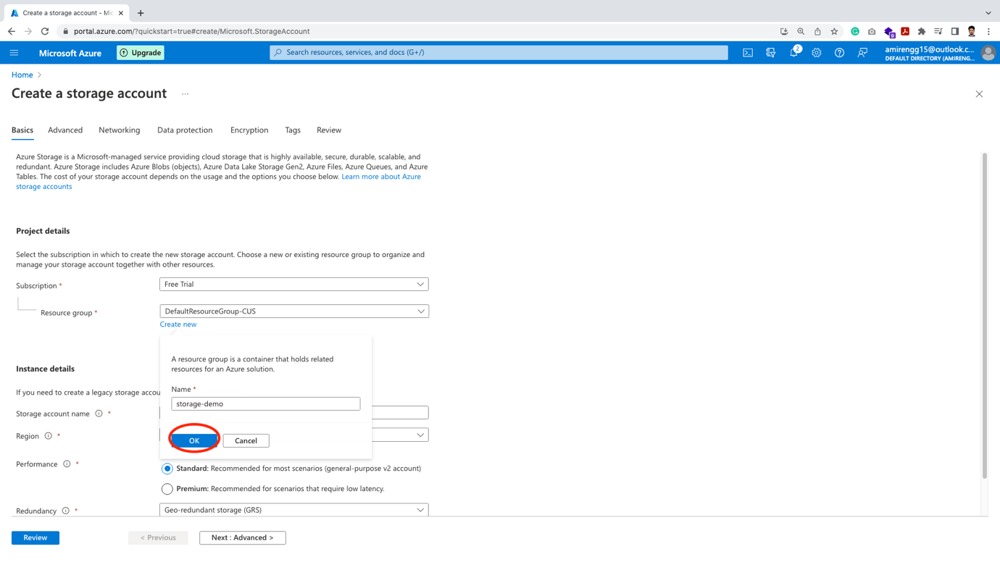 Create a storage account - Mic
portal.azure.com/?quickstart=true#create/Microsoft.StorageAccount
9
Microsoft Azure
Upgrade
Search resources, services, and docs (G+/)
2
amirengg15@outlook.c...
DEFAULT DIRECTORY (AMIRENG...
Home >
Create a storage account ...
Basics Advanced Networking Data protection Encryption Tags Review
Azure Storage is a Microsoft-managed service providing cloud storage that is highly available, secure, durable, scalable, and
redundant. Azure Storage includes Azure Blobs (objects), Azure Data Lake Storage Gen2, Azure Files, Azure Queues, and Azure
Tables. The cost of your storage account depends on the usage and the options you choose below. Learn more about Azure
storage accounts
Project details
Select the subscription in which to create the new storage account. Choose a new or existing resource group to organize and
manage your storage account together with other resources.
Subscription * Free Trial
Resource group * DefaultResourceGroup-CUS
Create new
A resource group is a container that holds related
resources for an Azure solution.
Name *
storage-demo
OK Cancel
Instance details
If you need to create a legacy storage accou
Storage account name *
Region *
Performance *
Standard: Recommended for most scenarios (general-purpose v2 account)
Premium: Recommended for scenarios that require low latency.
Redundancy * Geo-redundant storage (GRS)
Review < Previous Next : Advanced >